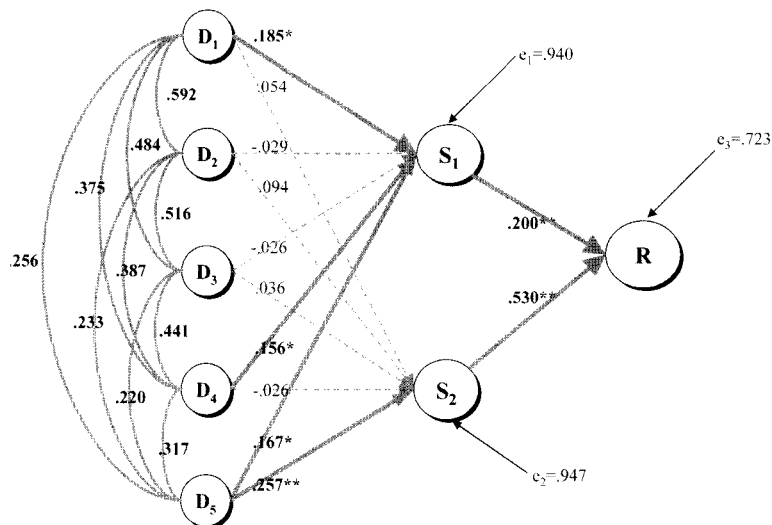 D1
.185*
e1=.940
.054
.592
.484
-.029
S1
e3=.723
D2
.375
.094
.516
.200**
R
.256
-.026
D3
.387
.036
.530**
.233
.441
.156*
-.026
D4
S2
.220
.317
.167*
.257**
e2=.947
D5